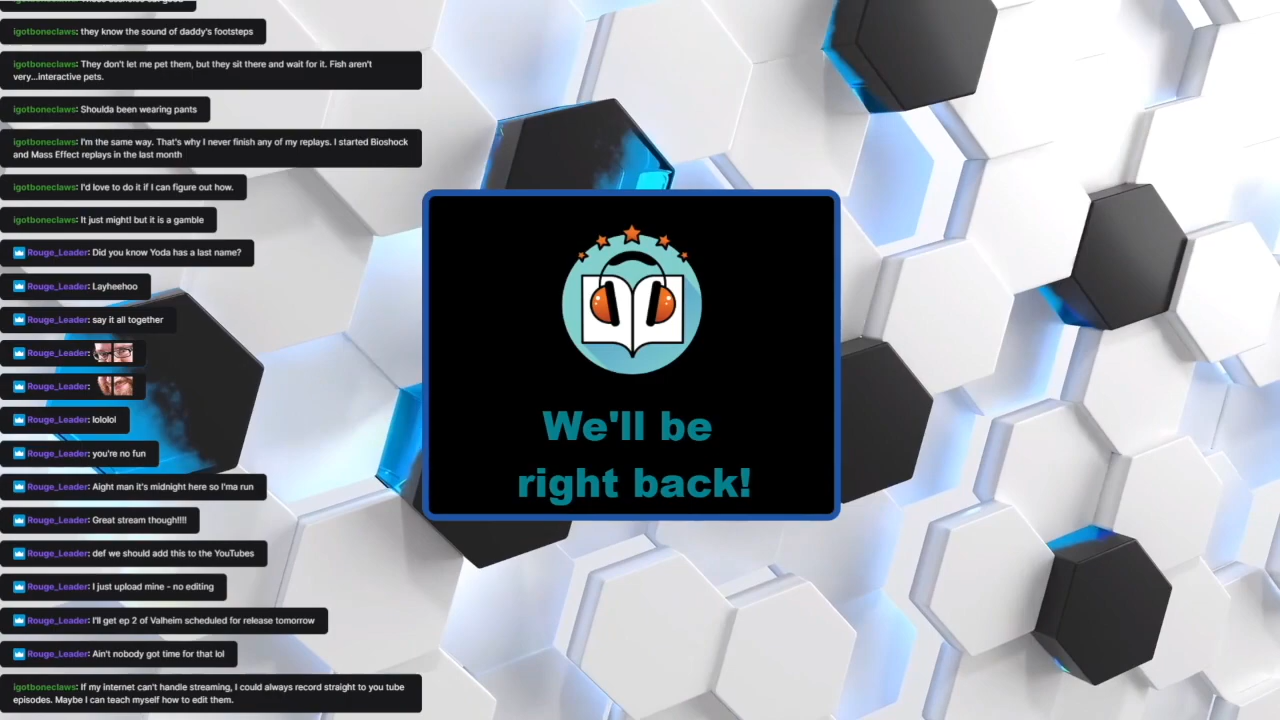 igotboneclaws: they know the sound of daddy's footsteps
igotboneclaws: They don't let me pet them, but they sit there and wait for it. Fish aren't
very...interactive pets.
igotboneclaws: Shoulda been wearing pants
igotboneclaws: I'm the same way. That's why I never finish any of my replays. I started Bioshock
and Mass Effect replays in the last month
igotboneclaws: I'd love to do it if I can figure out how.
igotboneclaws: It just might! but it is a gamble
Rouge_Leader: Did you know Yoda has a last name?
Rouge_Leader: Layheehoo
Rouge_Leader: say it all together
Rouge_Leader:
Rouge_Leader:
Rouge_Leader: lololol
Rouge_Leader: you're no fun
Rouge_Leader: Aight man it's midnight here so I'ma run
Rouge_Leader: Great stream though!!!!
Rouge_Leader: def we should add this to the YouTubes
Rouge_Leader: I just upload mine - no editing
Rouge_Leader: I'll get ep 2 of Valheim scheduled for release tomorrow
Rouge_Leader: Ain't nobody got time for that lol
igotboneclaws: If my internet can't handle streaming, I could always record straight to you tube
episodes. Maybe I can teach myself how to edit them.
We'll be
right back!